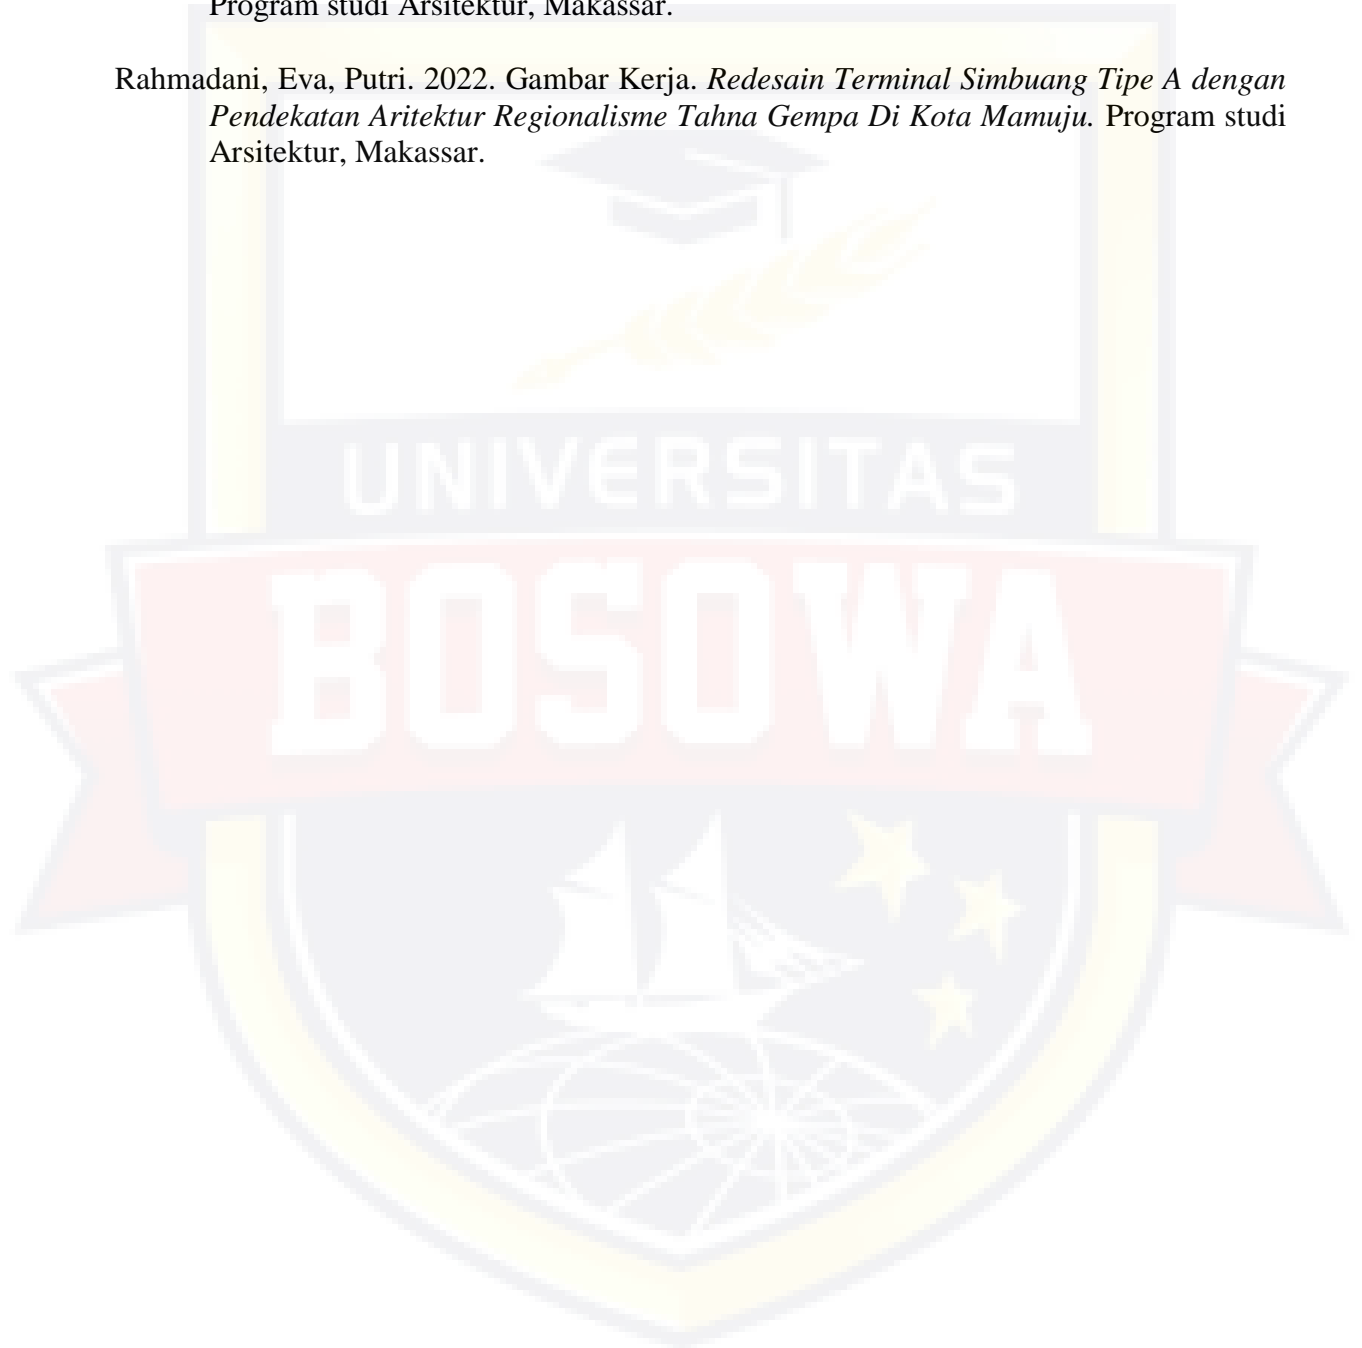 Program studi Arsitektur, Makassar.
Rahmadani, Eva, Putri. 2022. Gambar Kerja. Redesain Terminal Simbuang Tipe A dengan
Pendekatan Aritektur Regionalisme Tahna Gempa Di Kota Mamuju. Program studi
Arsitektur, Makassar.
UNIVERSITAS
BOSOWA